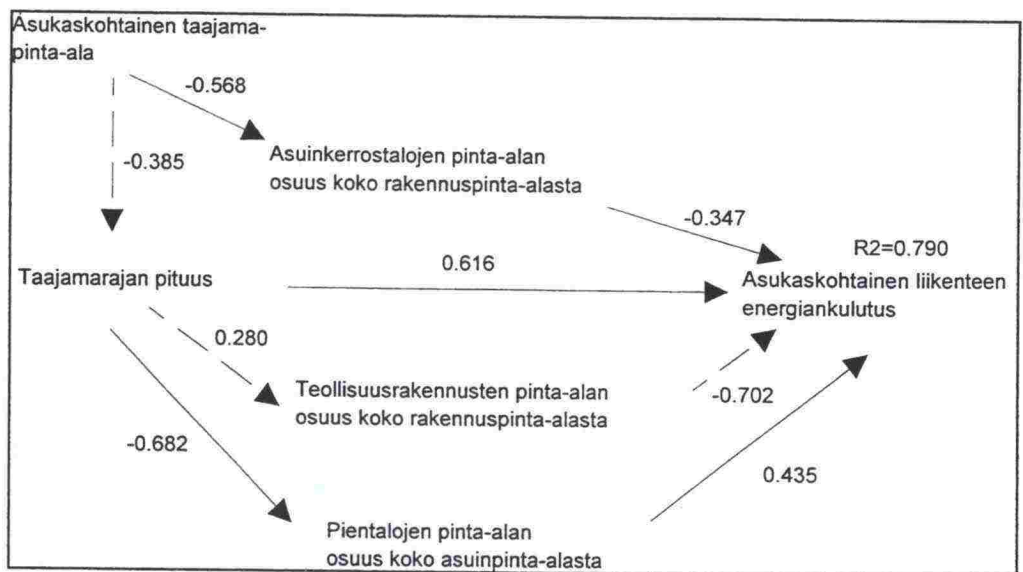 Asukaskohtainen taajama-
pinta-ala
-0.568
-0.385
Asuinkerrostalojen pinta-alan
osuus koko rakennuspinta-alasta
-0.347
R2=0.790
0.616
Taajamarajan pituus
Asukaskohtainen liikenteen
energiankulutus
0.280
Teollisuusrakennusten pinta-alan
osuus koko rakennuspinta-alasta
-0.702
-0.682
0.435
Pientalojen pinta-alan
osuus koko asuinpinta-alasta